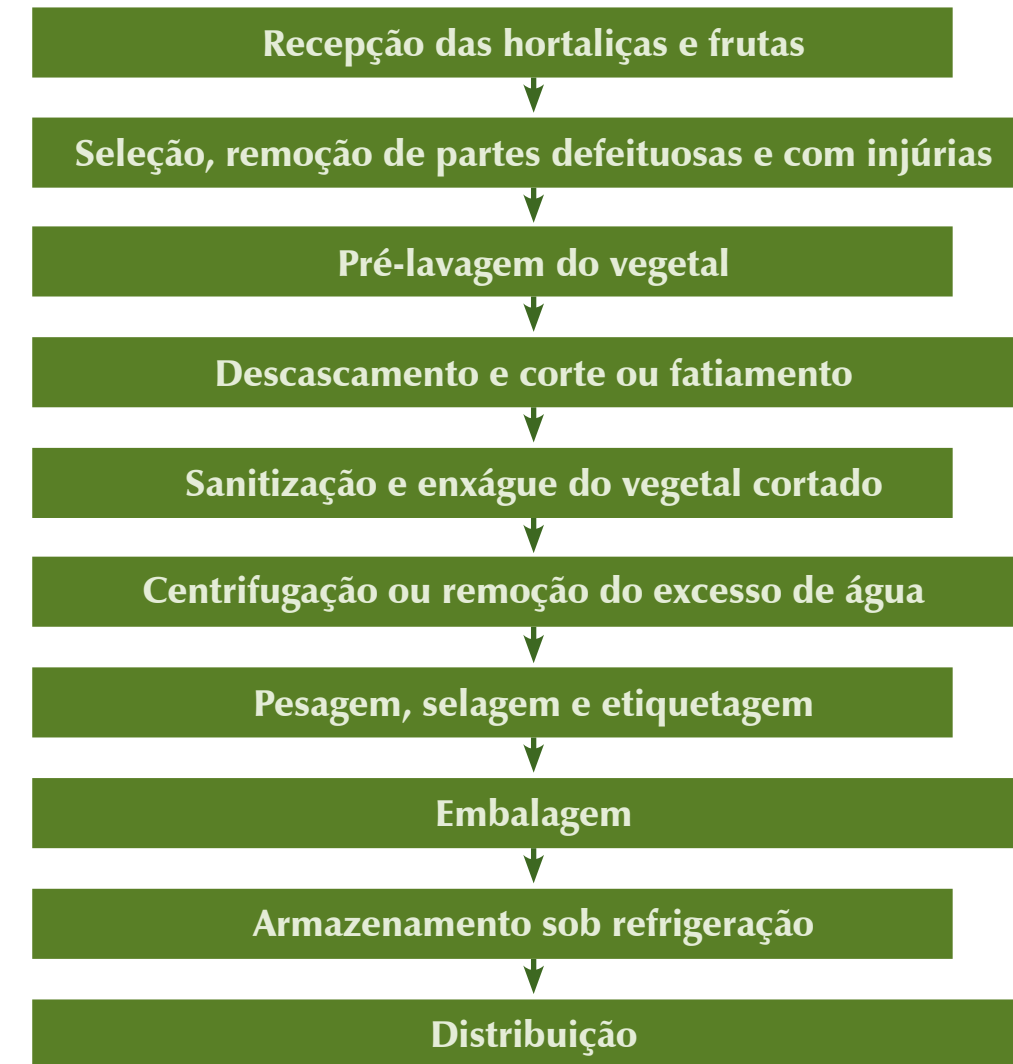 Recepção das hortaliças e frutas
Seleção, remoção de partes defeituosas e com injúrias
Pré-lavagem do vegetal
Descascamento e corte ou fatiamento
Sanitização e enxágue do vegetal cortado
Centrifugação ou remoção do excesso de água
Pesagem, selagem e etiquetagem
Embalagem
Armazenamento sob refrigeração
Distribuição